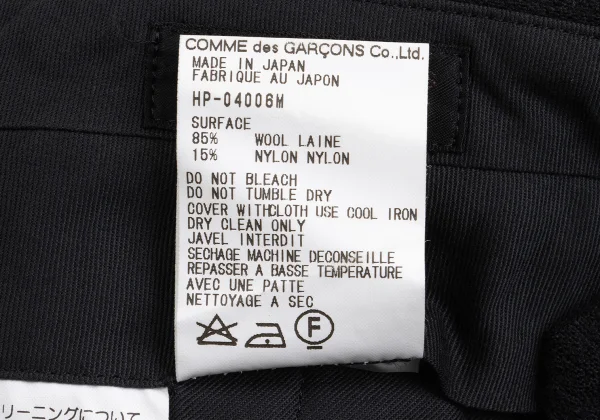 COMME des GARÇONS Co.,Ltd.
MADE IN JAPAN
FABRIQUE AU JAPON
HP-04006M
SURFACE
85% WOOL LAINE
15% NYLON NYLON
DO NOT BLEACH
DO NOT TUMBLE DRY
COVER WITHCLOTH USE COOL IRON
DRY CLEAN ONLY
JAVEL INTERDIT
SECHAGE MACHINE DECONSEILLE
REPASSER A BASSE TEMPERATURE
AVEC UNE PATTE
NETTOYAGE A SEC
F
リーニングについて